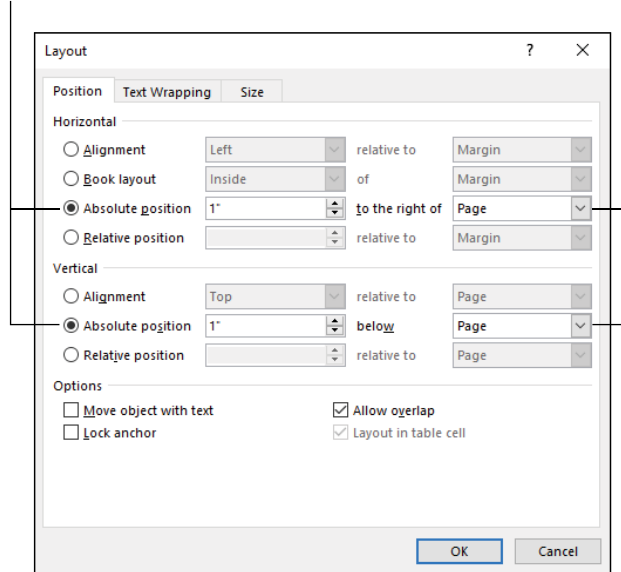 Layout ? ×
Position Text Wrapping Size
Horizontal
Alignment Left relative to Margin
Book layout Inside of Margin
Absolute position 1" to the right of Page
Relative position relative to Margin
Vertical
Alignment Top relative to Page
Absolute position 1" below Page
Relative position relative to Page
Options
Move object with text Allow overlap
Lock anchor Layout in table cell
OK Cancel